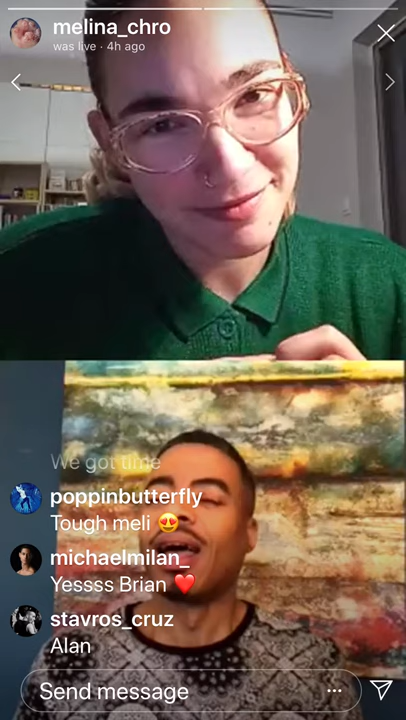 melina_chro
was live · 4h ago
We got time
poppinbutterfly
Tough meli 😍
michaelmilan_
Yessss Brian ❤️
stavros_cruz
Alan
Send message